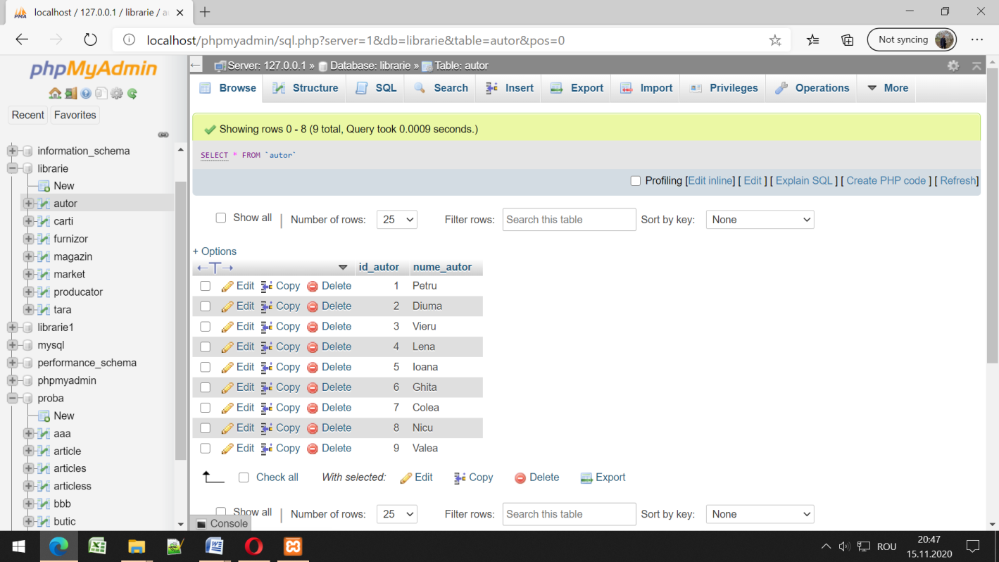 localhost / 127.0.0.1 / librarie / a
localhost/phpmyadmin/sql.php?server=1&db=librarie&table=autor&pos=0
Not syncing
phpMyAdmin
Recent Favorites
information_schema
librarie
New
autor
carti
furnizor
magazin
market
producator
tara
librarie1
mysql
performance_schema
phpmyadmin
proba
New
aaa
article
articles
articless
bbb
butic
Server: 127.0.0.1 » Database: librarie » Table: autor
Browse Structure SQL Search Insert Export Import Privileges Operations More
Showing rows 0 - 8 (9 total, Query took 0.0009 seconds.)
SELECT * FROM `autor`
Profiling [Edit inline] [ Edit ] [ Explain SQL ] [ Create PHP code ] [ Refresh]
Show all | Number of rows: 25 Filter rows: Search this table Sort by key: None
+ Options
←T→ id_autor nume_autor
Edit Copy Delete 1 Petru
Edit Copy Delete 2 Diuma
Edit Copy Delete 3 Vieru
Edit Copy Delete 4 Lena
Edit Copy Delete 5 Ioana
Edit Copy Delete 6 Ghita
Edit Copy Delete 7 Colea
Edit Copy Delete 8 Nicu
Edit Copy Delete 9 Valea
Check all With selected: Edit Copy Delete Export
Show all | Number of rows: 25 Filter rows: Search this table Sort by key: None
Console
ROU
20:47
15.11.2020